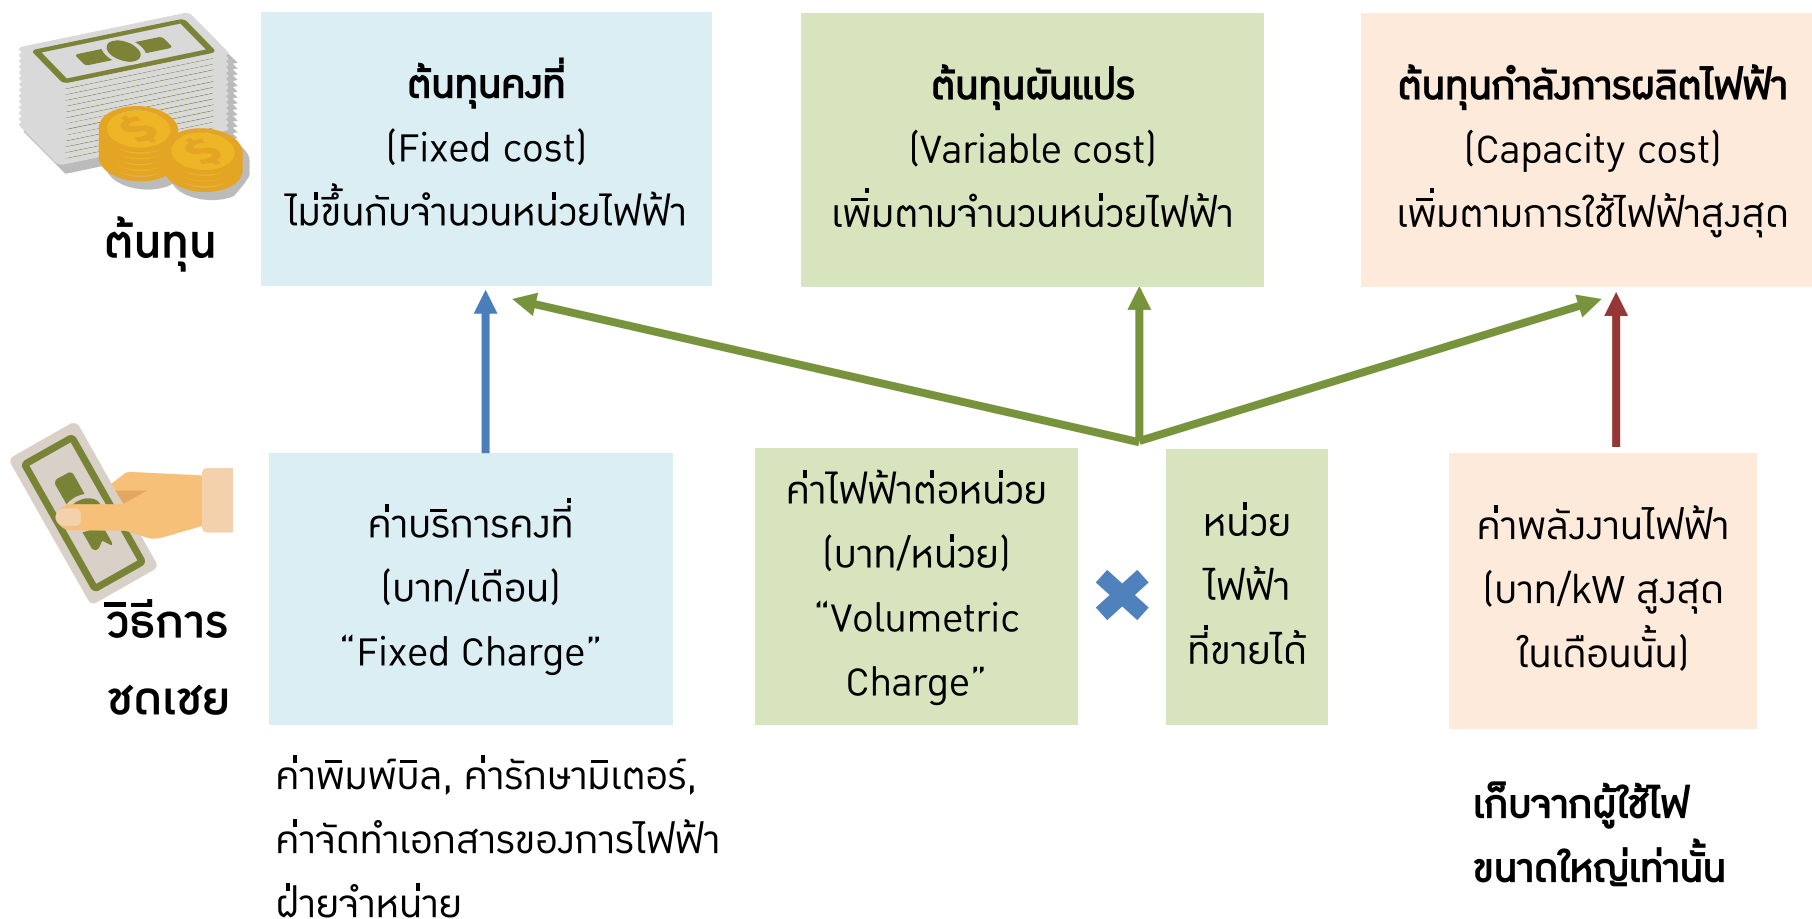 ต้นทุน
ต้นทุนคงที่
(Fixed cost)
ไม่ขึ้นกับจำนวนหน่วยไฟฟ้า
ต้นทุนผันแปร
(Variable cost)
เพิ่มตามจำนวนหน่วยไฟฟ้า
ต้นทุนกำลังการผลิตไฟฟ้า
(Capacity cost)
เพิ่มตามการใช้ไฟฟ้าสูงสุด
วิธีการ
ชดเชย
ค่าบริการคงที่
(บาท/เดือน)
“Fixed Charge”
ค่าไฟฟ้าต่อหน่วย
(บาท/หน่วย)
“Volumetric
Charge”
หน่วย
ไฟฟ้า
ที่ขายได้
ค่าพลังงานไฟฟ้า
(บาท/kW สูงสุด
ในเดือนนั้น)
ค่าพิมพ์บิล, ค่ารักษามิเตอร์,
ค่าจัดทำเอกสารของการไฟฟ้า
ฝ่ายจำหน่าย
เก็บจากผู้ใช้ไฟ
ขนาดใหญ่เท่านั้น